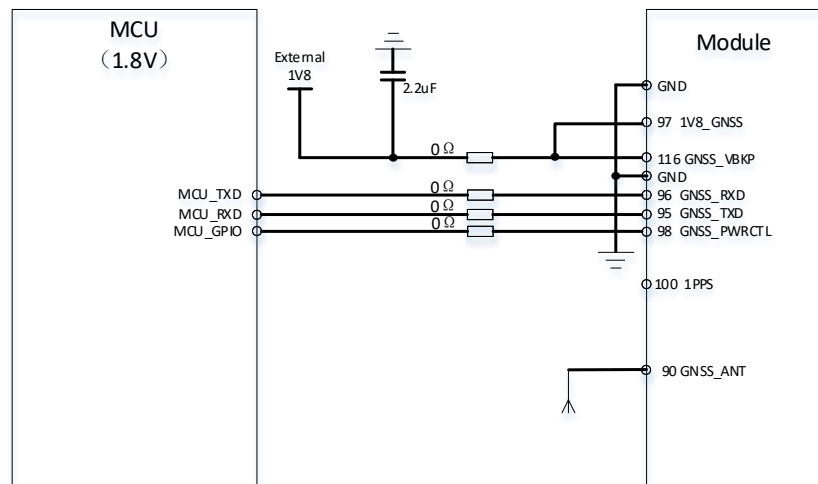 MCU
（1.8V）
External
1V8
2.2uF
Module
GND
97 1V8_GNSS
0Ω
116 GNSS_VBKP
GND
MCU_TXD
0Ω
96 GNSS_RXD
MCU_RXD
0Ω
95 GNSS_TXD
MCU_GPIO
0Ω
98 GNSS_PWRCTL
100 1PPS
90 GNSS_ANT